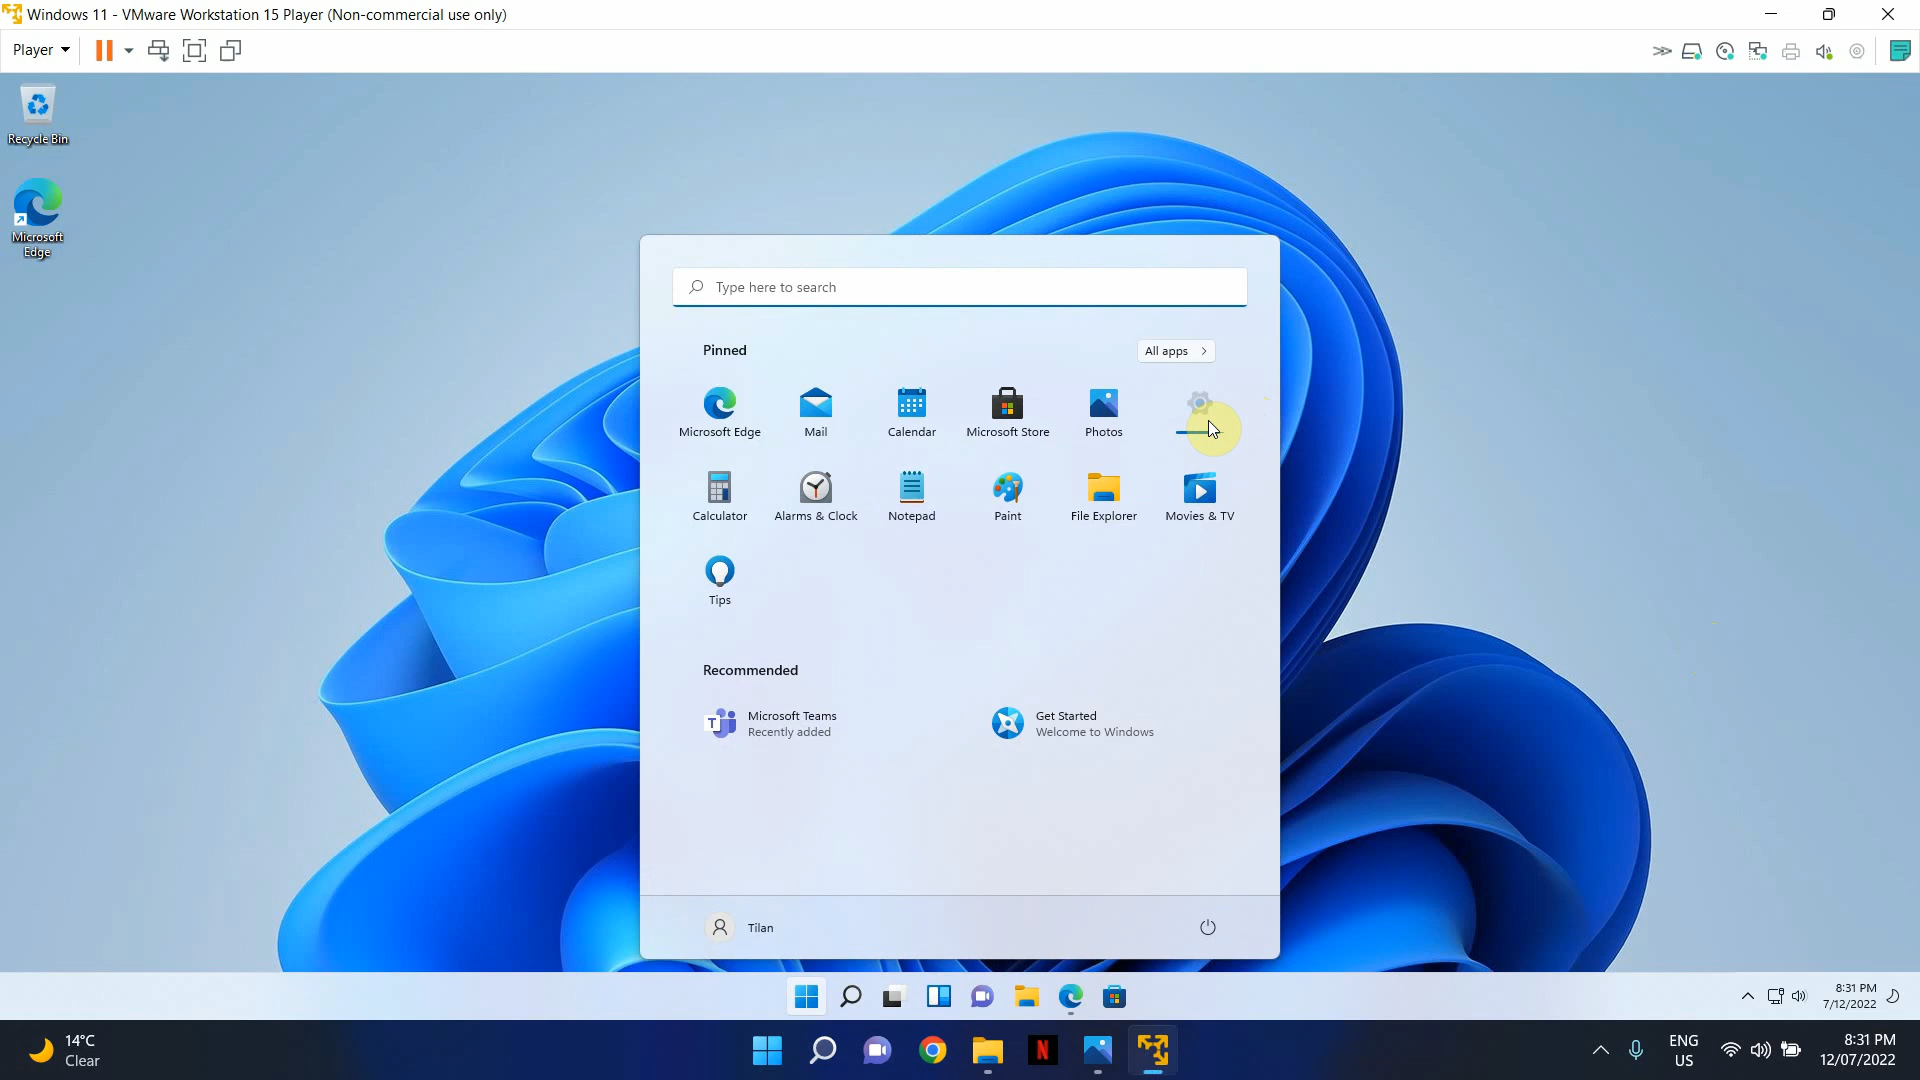 Windows 11 - VMware Workstation 15 Player (Non-commercial use only)
Player
Recycle Bin
Microsoft
Edge
Type here to search
Pinned
All apps
Microsoft Edge
Mail
Calendar
Microsoft Store
Photos
Calculator
Alarms & Clock
Notepad
Paint
File Explorer
Movies & TV
Tips
Recommended
T
Microsoft Teams
Recently added
Get Started
Welcome to Windows
Tilan
8:31 PM
7/12/2022
14°C
Clear
N
ENG
US
8:31 PM
12/07/2022